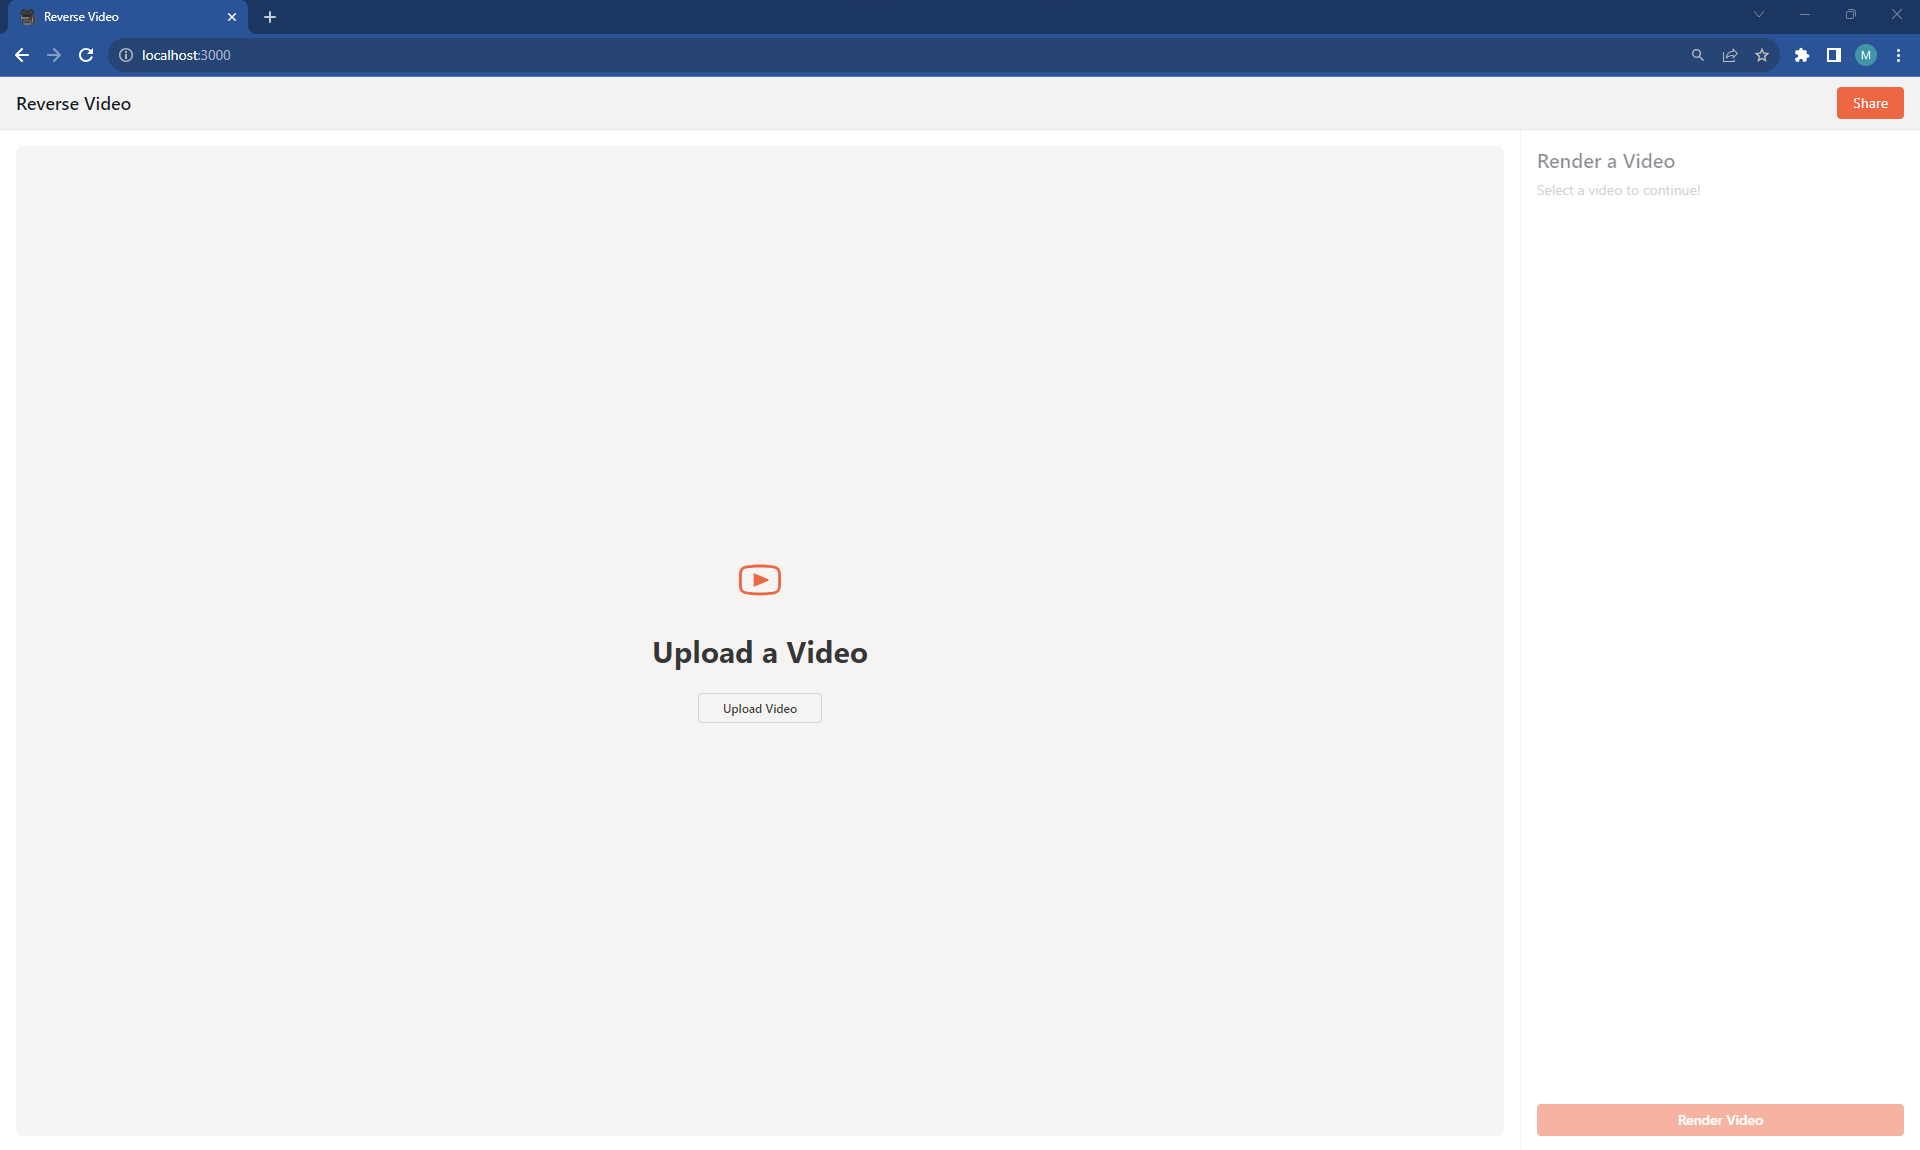 Reverse Video
localhost:3000
M
Reverse Video
Share
Render a Video
Select a video to continue!
Upload a Video
Upload Video
Render Video